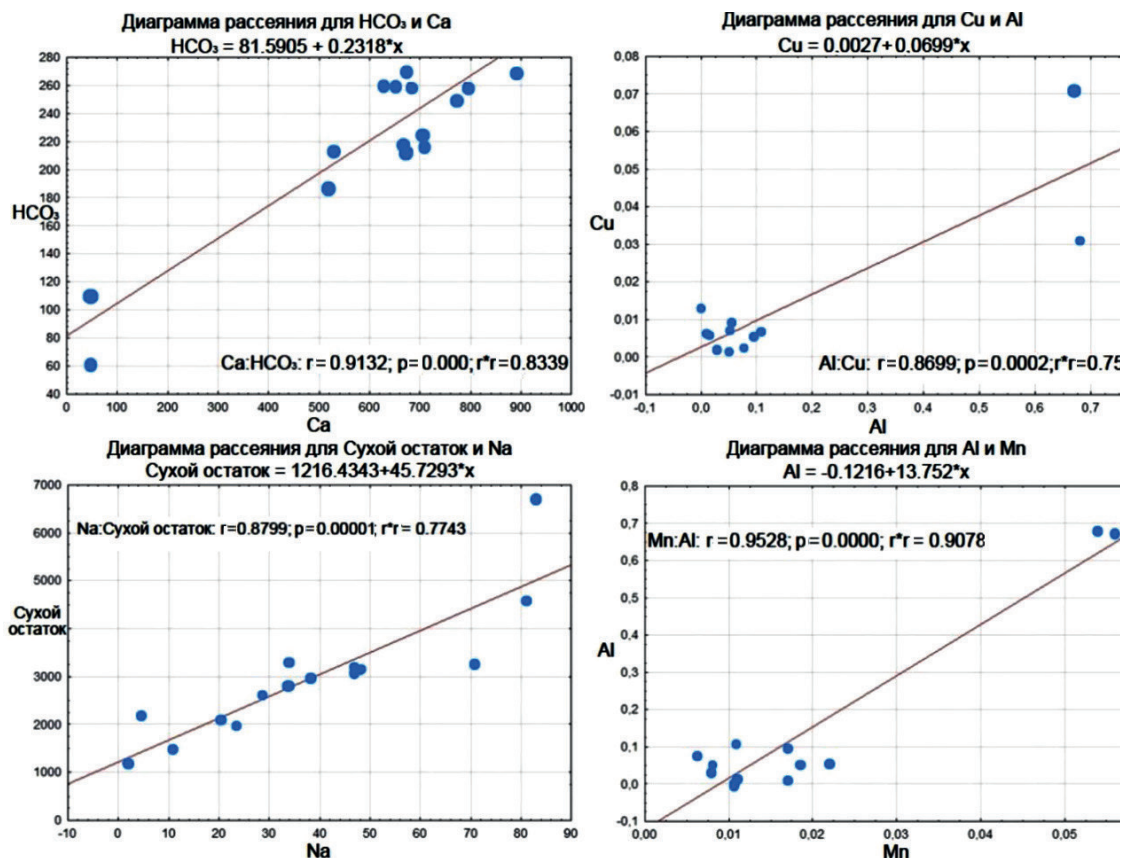 Диаграмма рассеяния для HCO₃ и Ca
HCO₃ = 81.5905 + 0.2318*x
280
260
240
220
200
180
160
140
120
100
80
60
40
HCO₃
Ca:HCO₃: r = 0.9132; p = 0.000; r*r = 0.8339
0 100 200 300 400 500 600 700 800 900 1000
Ca
Диаграмма рассеяния для Cu и Al
Cu = 0.0027+ 0.0699*x
0,08
0,07
0,06
0,05
0,04
0,03
0,02
0,01
0,00
-0,01
Cu
Al:Cu: r = 0.8699; p = 0.0002;r*r = 0.75
-0,1 0,0 0,1 0,2 0,3 0,4 0,5 0,6 0,7
Al
Диаграмма рассеяния для Сухой остаток и Na
Сухой остаток = 1216.4343+45.7293*x
7000
6000
5000
4000
3000
2000
1000
0
Сухой
остаток
Na:Сухой остаток: r=0.8799; p = 0.00001; r*r = 0.7743
-10 0 10 20 30 40 50 60 70 80 90
Na
Диаграмма рассеяния для Al и Mn
Al = -0.1216+13.752*x
0,8
0,7
0,6
0,5
0,4
0,3
0,2
0,1
0,0
-0,1
Al
Mn:Al: r = 0.9528; p = 0.0000; r*r = 0.9078
0,00 0,01 0,02 0,03 0,04 0,05
Mn